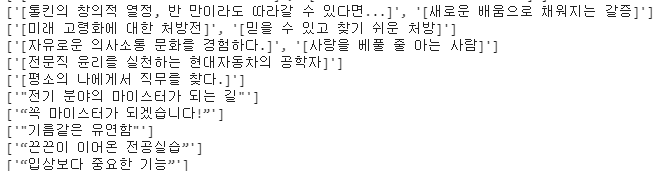 ['[톨킨의 창의적 열정, 반 만이라도 따라갈 수 있다면...]', '[새로운 배움으로 채워지는 갈증]']
['[미래 고령화에 대한 처방전]', '[믿을 수 있고 찾기 쉬운 처방]']
['[자유로운 의사소통 문화를 경험하다.]', '[사랑을 베풀 줄 아는 사람]']
['[전문직 윤리를 실천하는 현대자동차의 공학자]']
['[평소의 나에게서 직무를 찾다.]']
['"전기 분야의 마이스터가 되는 길"']
['“꼭 마이스터가 되겠습니다!”']
['"기름같은 유연함"']
['“끈끈이 이어온 전공실습”']
['“입상보다 중요한 기능”']